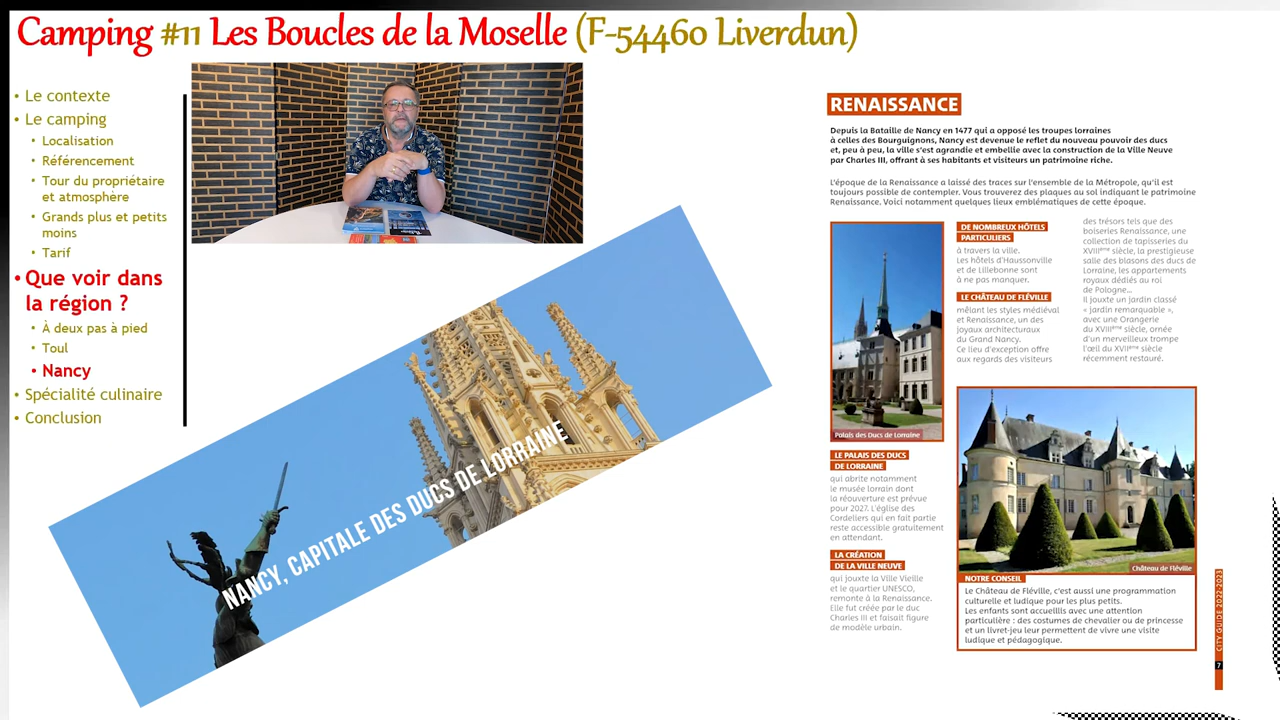 Camping #11 Les Boucles de la Moselle (F-54460 Liverdun)
• Le contexte
• Le camping
• Localisation
• Référencement
• Tour du propriétaire
et atmosphère
• Grands plus et petits
moins
• Tarif
• Que voir dans
la région ?
• À deux pas à pied
• Toul
• Nancy
• Spécialité culinaire
• Conclusion
NANCY, CAPITALE DES DUCS DE LORRAINE
RENAISSANCE
Depuis la Bataille de Nancy en 1477 qui a opposé les troupes lorraines
à celles des Bourguignons, Nancy est devenue le reflet du nouveau pouvoir des ducs
et, peu à peu, la ville s'est agrandie et embellie avec la construction de la Ville Neuve
par Charles III, offrant à ses habitants et visiteurs un patrimoine riche.
L'époque de la Renaissance a laissé des traces sur l'ensemble de la Métropole, qu'il est
toujours possible de contempler. Vous trouverez des plaques au sol indiquant le patrimoine
Renaissance. Voici notamment quelques lieux emblématiques de cette époque.
Palais des Ducs de Lorraine
LE PALAIS DES DUCS
DE LORRAINE
qui abrite notamment
le musée lorrain dont
la réouverture est prévue
pour 2027. L'église des
Cordeliers qui en fait partie
reste accessible gratuitement
en attendant.
LA CRÉATION
DE LA VILLE NEUVE
qui jouxte la Ville Vieille
et le quartier UNESCO,
remonte à la Renaissance.
Elle fut créée par le duc
Charles III et faisait figure
de modèle urbain.
DE NOMBREUX HÔTELS
PARTICULIERS
à travers la ville.
Les hôtels d'Haussonville
et de Lillebonne sont
à ne pas manquer.
LE CHÂTEAU DE FLÉVILLE
mêlant les styles médiéval
et Renaissance, un des
joyaux architecturaux
du Grand Nancy.
Ce lieu d'exception offre
aux regards des visiteurs
des trésors tels que des
boiseries Renaissance, une
collection de tapisseries du
XVIIIème siècle, la prestigieuse
salle des blasons des ducs de
Lorraine, les appartements
royaux dédiés au roi
de Pologne...
Il jouxte un jardin classé
« jardin remarquable »,
avec une Orangerie
du XVIIIème siècle, ornée
d'un merveilleux trompe
l'œil du XVIIème siècle
récemment restauré.
Château de Fléville
NOTRE CONSEIL
Le Château de Fléville, c'est aussi une programmation
culturelle et ludique pour les plus petits.
Les enfants sont accueillis avec une attention
particulière : des costumes de chevalier ou de princesse
et un livret-jeu leur permettent de vivre une visite
ludique et pédagogique.
CITY GUIDE 2022-2023
7